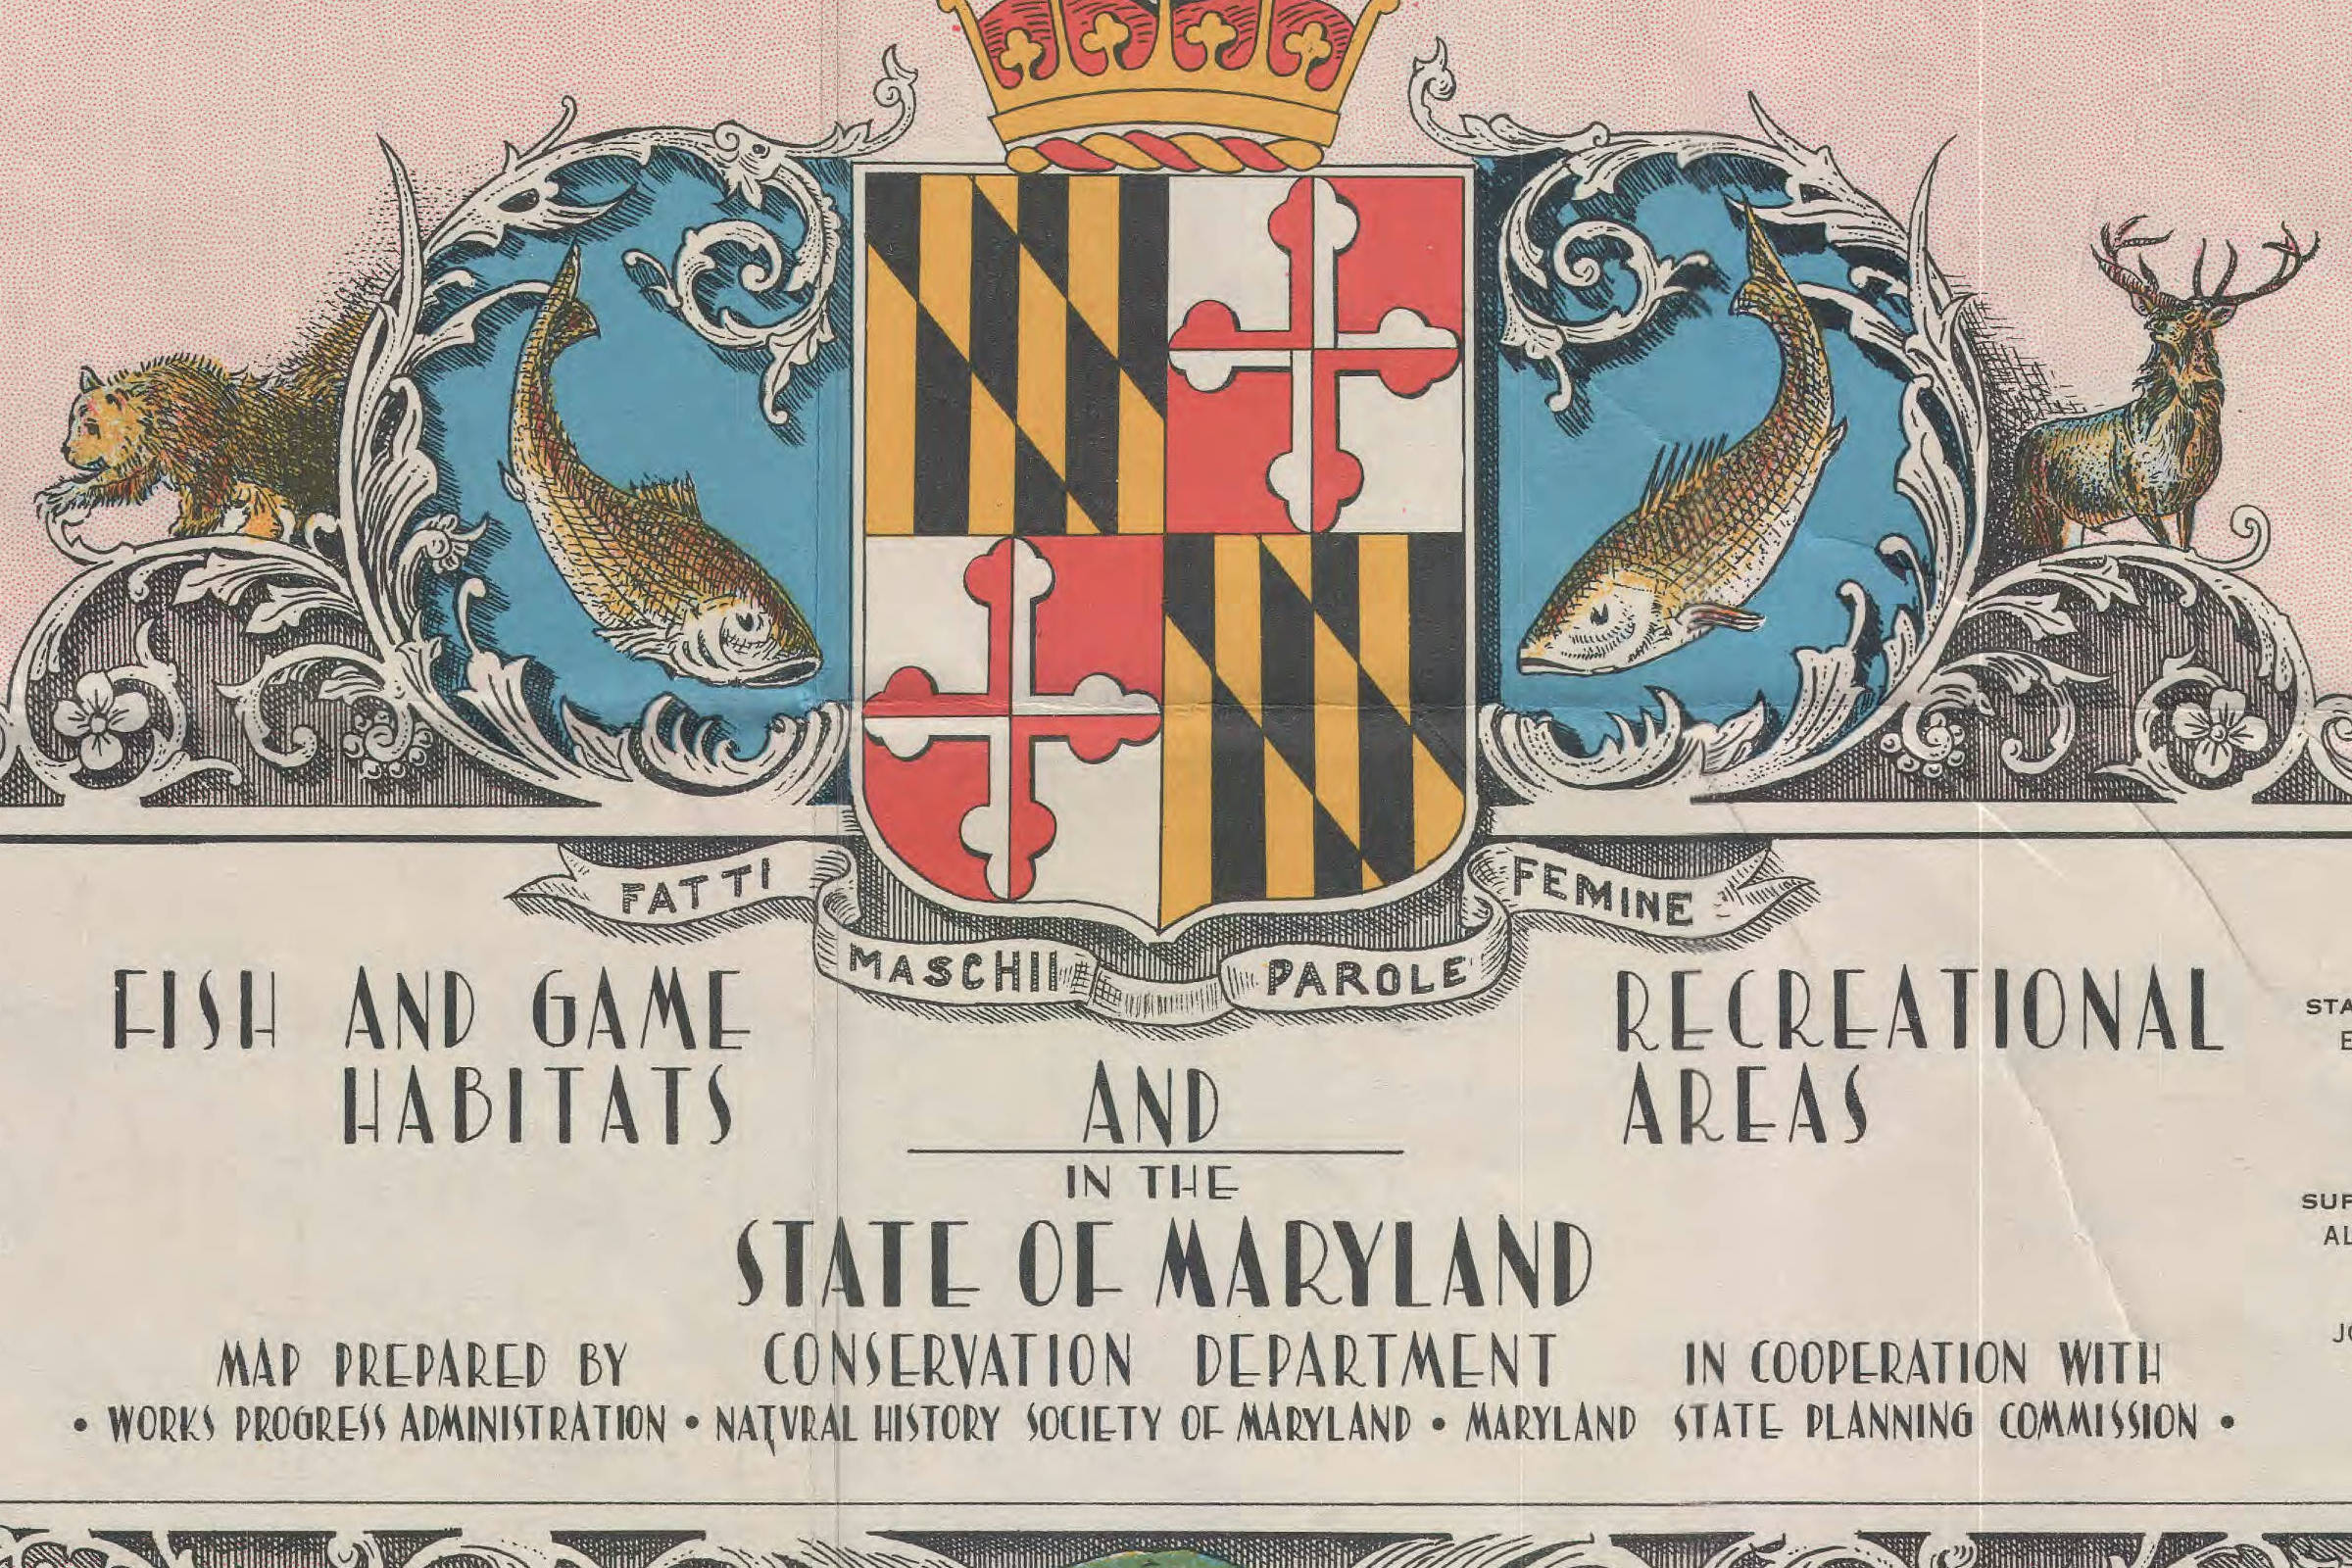 FATTI MASCHII PAROLE FEMINE
FISH AND GAME
HABITATS
AND
RECREATIONAL
AREAS
IN THE
STATE OF MARYLAND
MAP PREPARED BY CONSERVATION DEPARTMENT IN COOPERATION WITH
• WORKS PROGRESS ADMINISTRATION • NATVRAL HISTORY SOCIETY OF MARYLAND • MARYLAND STATE PLANNING COMMISSION •